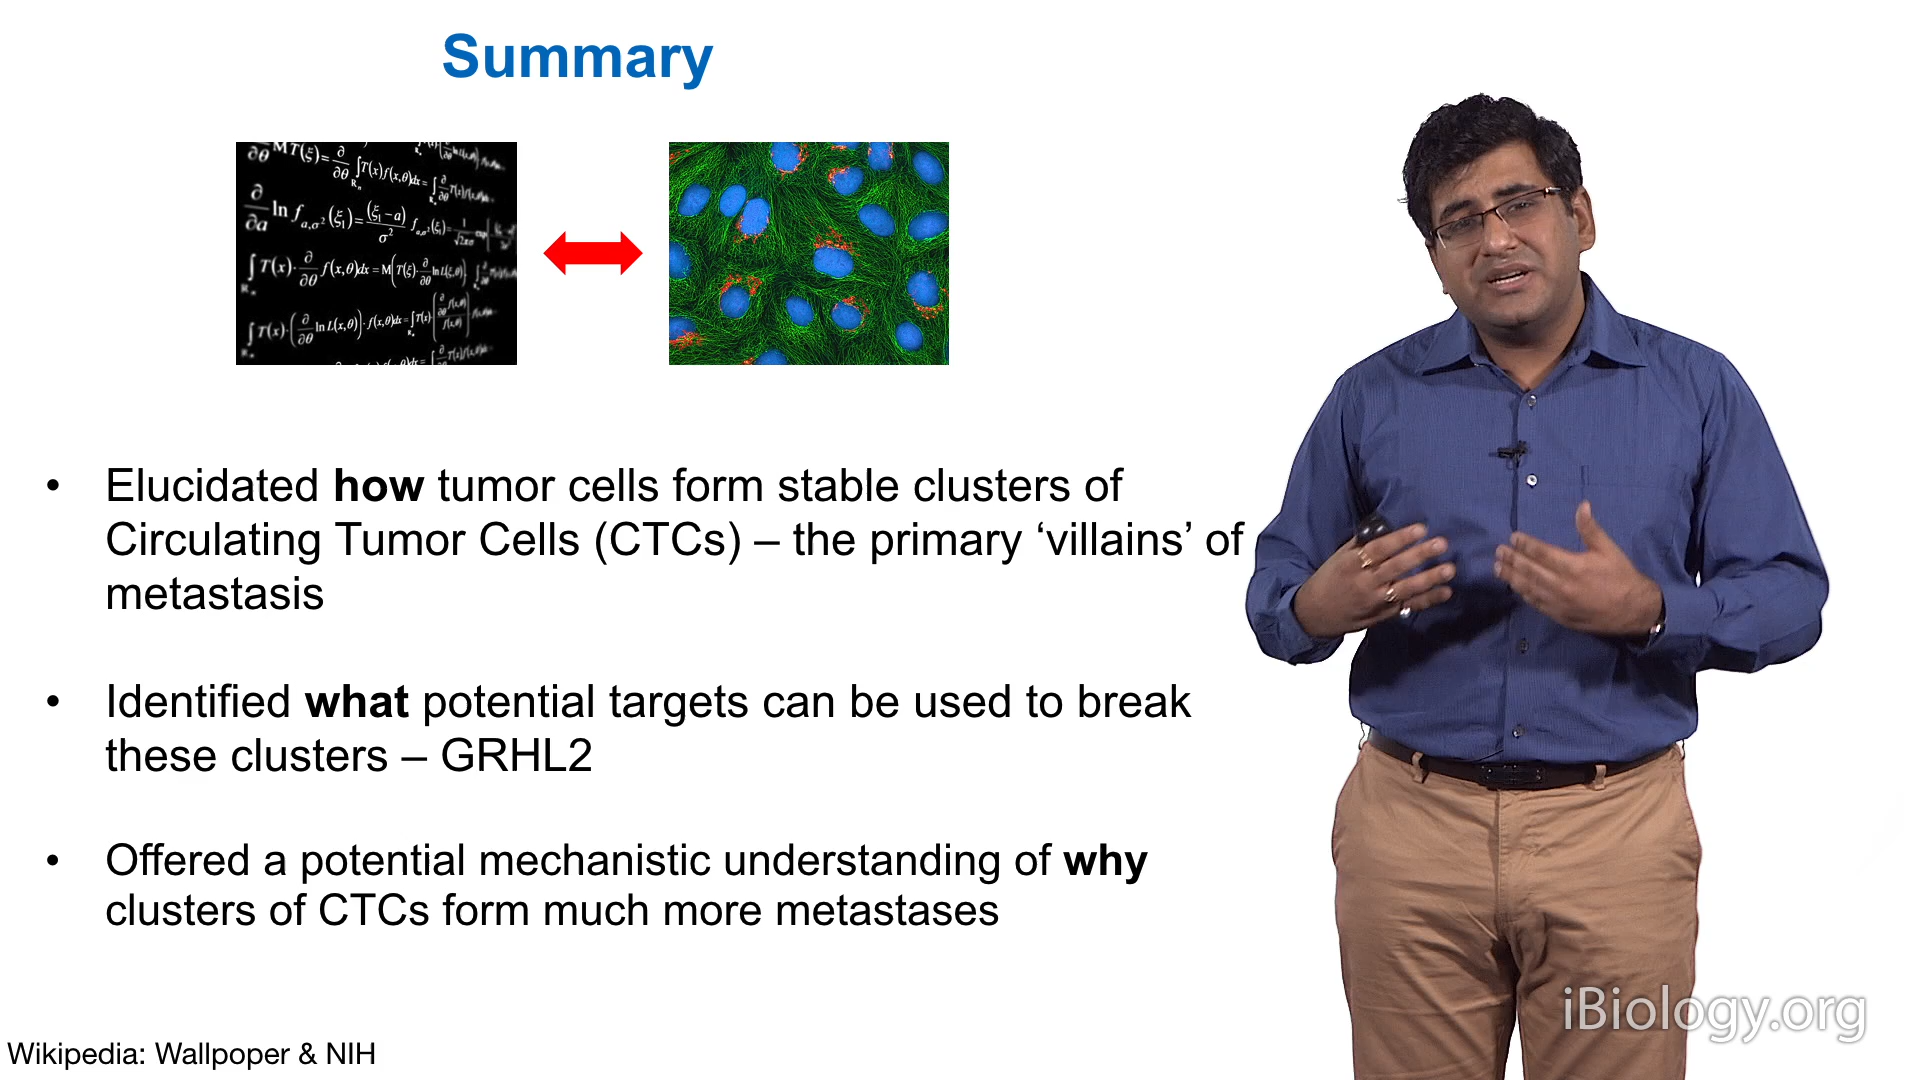 Summary
• Elucidated how tumor cells form stable clusters of
Circulating Tumor Cells (CTCs) – the primary ‘villains’ of
metastasis
• Identified what potential targets can be used to break
these clusters – GRHL2
• Offered a potential mechanistic understanding of why
clusters of CTCs form much more metastases
iBiology.org
Wikipedia: Wallpoper & NIH